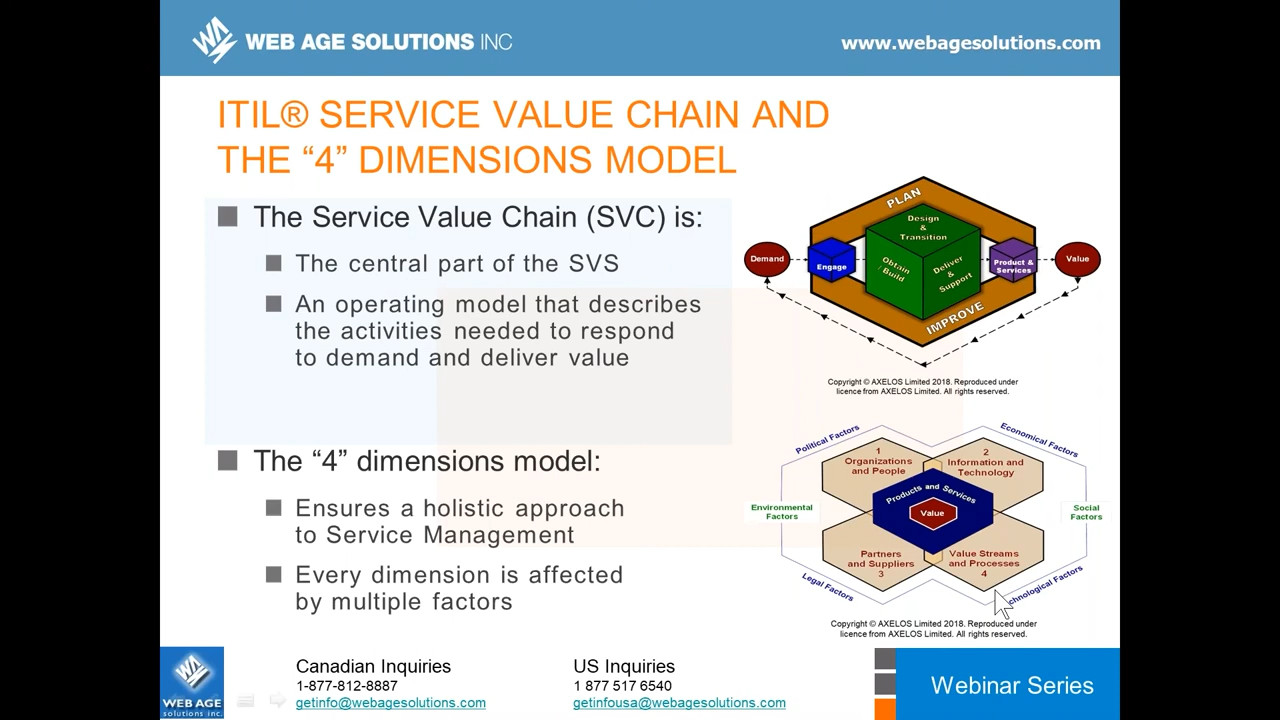 WEB AGE SOLUTIONS INC
www.webagesolutions.com
ITIL® SERVICE VALUE CHAIN AND
THE “4” DIMENSIONS MODEL
The Service Value Chain (SVC) is:
The central part of the SVS
An operating model that describes
the activities needed to respond
to demand and deliver value
PLAN
Design
&
Transition
Demand
Engage
Obtain
/ Build
Deliver
&
Support
Product &
Services
Value
IMPROVE
Copyright © AXELOS Limited 2018. Reproduced under
licence from AXELOS Limited. All rights reserved.
The “4” dimensions model:
Ensures a holistic approach
to Service Management
Every dimension is affected
by multiple factors
Political Factors
Economical Factors
1
Organizations
and People
2
Information and
Technology
Products and Services
Value
Environmental
Factors
Social
Factors
Partners
and Suppliers
3
Value Streams
and Processes
4
Legal Factors
chnological Factors
Copyright © AXELOS Limited 2018. Reproduced under
licence from AXELOS Limited. All rights reserved.
WEB AGE
solutions inc.
Canadian Inquiries
1-877-812-8887
getinfo@webagesolutions.com
US Inquiries
1 877 517 6540
getinfousa@webagesolutions.com
Webinar Series